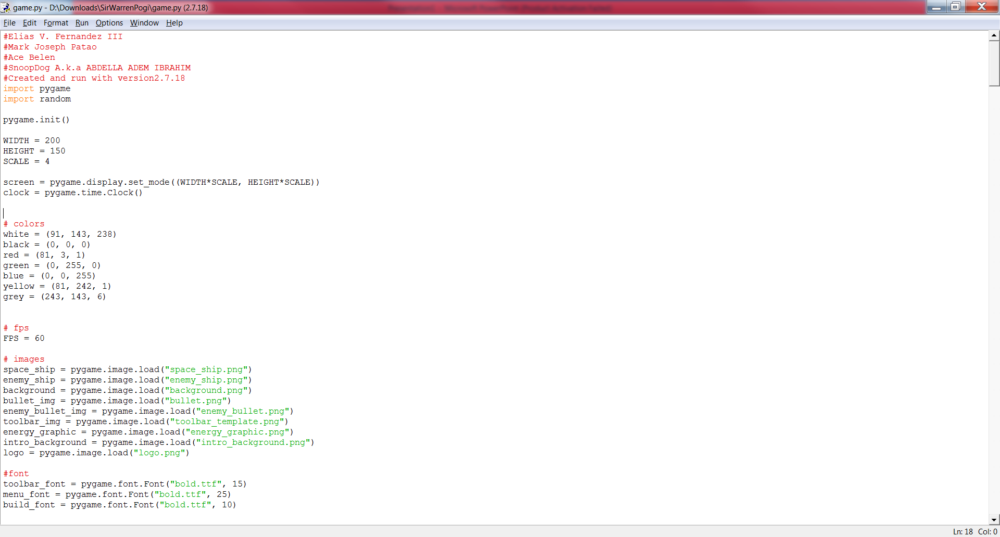 game.py - D:\Downloads\SirWarrenPogi\game.py (2.7.18)
File Edit Format Run Options Window Help
#Elias V. Fernandez III
#Mark Joseph Patao
#Ace Belen
#SnoopDog A.k.a ABDELLA ADEM IBRAHIM
#Created and run with version2.7.18
import pygame
import random
pygame.init()
WIDTH = 200
HEIGHT = 150
SCALE = 4
screen = pygame.display.set_mode((WIDTH*SCALE, HEIGHT*SCALE))
clock = pygame.time.Clock()
# colors
white = (91, 143, 238)
black = (0, 0, 0)
red = (81, 3, 1)
green = (0, 255, 0)
blue = (0, 0, 255)
yellow = (81, 242, 1)
grey = (243, 143, 6)
# fps
FPS = 60
# images
space_ship = pygame.image.load("space_ship.png")
enemy_ship = pygame.image.load("enemy_ship.png")
background = pygame.image.load("background.png")
bullet_img = pygame.image.load("bullet.png")
enemy_bullet_img = pygame.image.load("enemy_bullet.png")
toolbar_img = pygame.image.load("toolbar_template.png")
energy_graphic = pygame.image.load("energy_graphic.png")
intro_background = pygame.image.load("intro_background.png")
logo = pygame.image.load("logo.png")
#font
toolbar_font = pygame.font.Font("bold.ttf", 15)
menu_font = pygame.font.Font("bold.ttf", 25)
build_font = pygame.font.Font("bold.ttf", 10)
Ln: 18 Col: 0